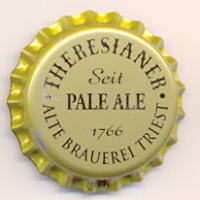 THERESIANER
Seit
PALE ALE
1766
ALTE BRAUEREI TRIEST